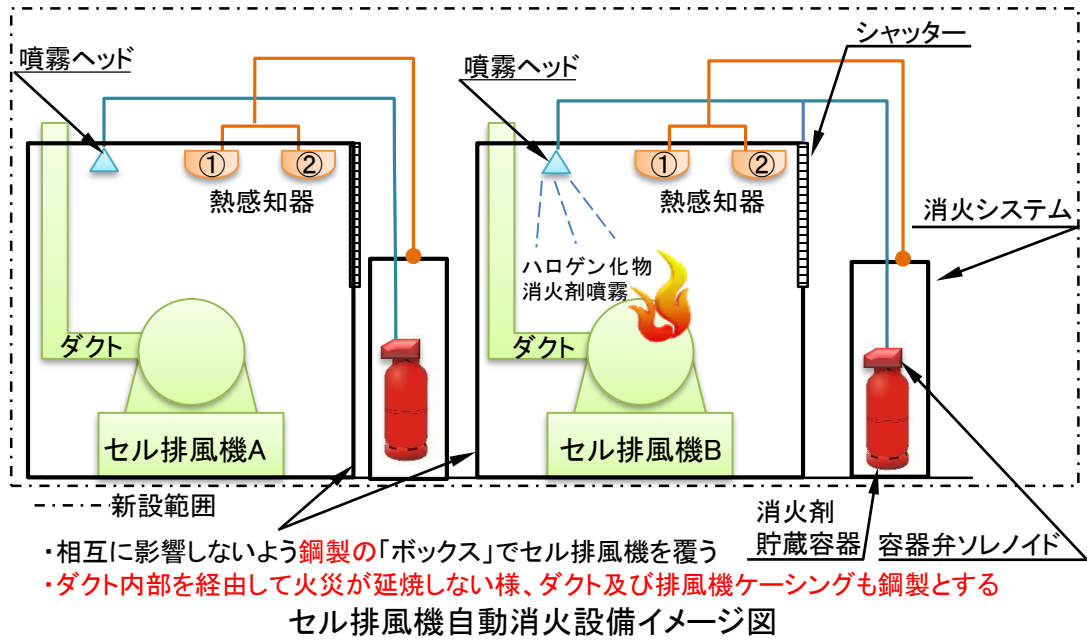 シャッター
噴霧ヘッド
噴霧ヘッド
① ②
① ②
熱感知器
熱感知器
消火システム
ハロゲン化物
消火剤噴霧
ダクト
ダクト
セル排風機A
セル排風機B
新設範囲
消火剤
貯蔵容器
容器弁ソレノイド
・相互に影響しないよう鋼製の「ボックス」でセル排風機を覆う
・ダクト内部を経由して火災が延焼しない様、ダクト及び排風機ケーシングも鋼製とする
セル排風機自動消火設備イメージ図